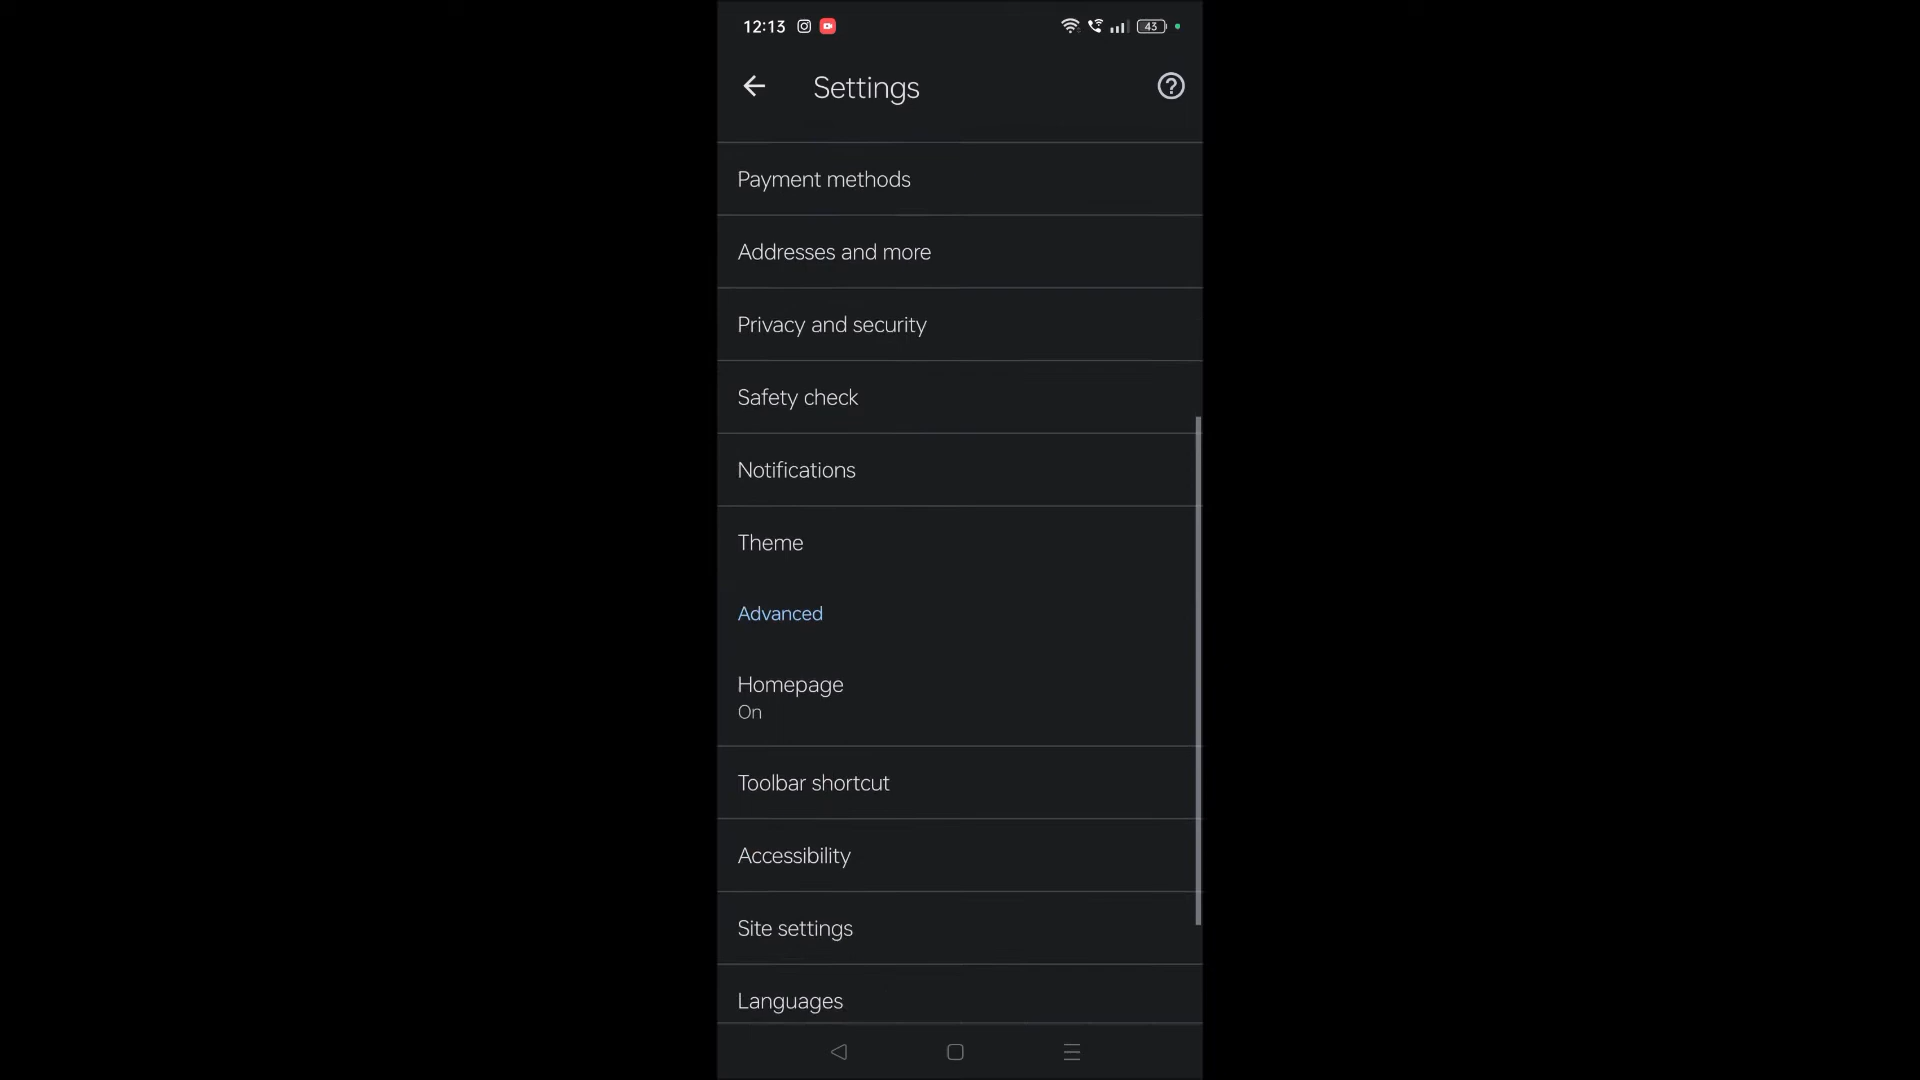 12:13
43
Settings
Payment methods
Addresses and more
Privacy and security
Safety check
Notifications
Theme
Advanced
Homepage
On
Toolbar shortcut
Accessibility
Site settings
Languages